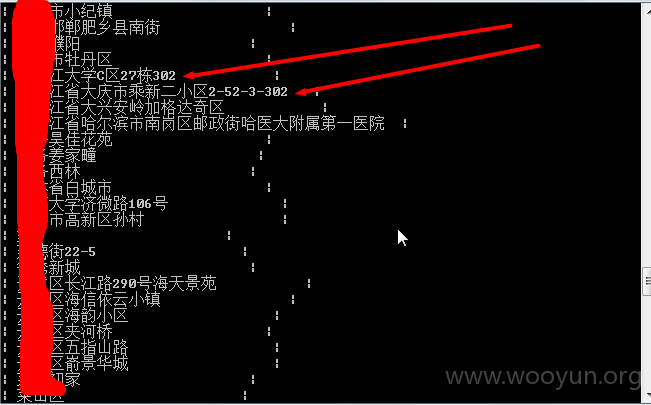 市小纪镇
邯郸肥乡县南街
濮阳
市牡丹区
江大学C区27栋302
江省大庆市乘新二小区2-52-3-302
江省大兴安岭加格达奇区
江省哈尔滨市南岗区邮政街哈医大附属第一医院
昊佳花苑
姜家疃
西林
省白城市
大学济微路106号
市高新区孙村
德街22-5
新城
区长江路290号海天景苑
区海信依云小镇
区海韵小区
区夹河桥
区五指山路
区嵛景华城
初家
莱山区
www.wooyun.org